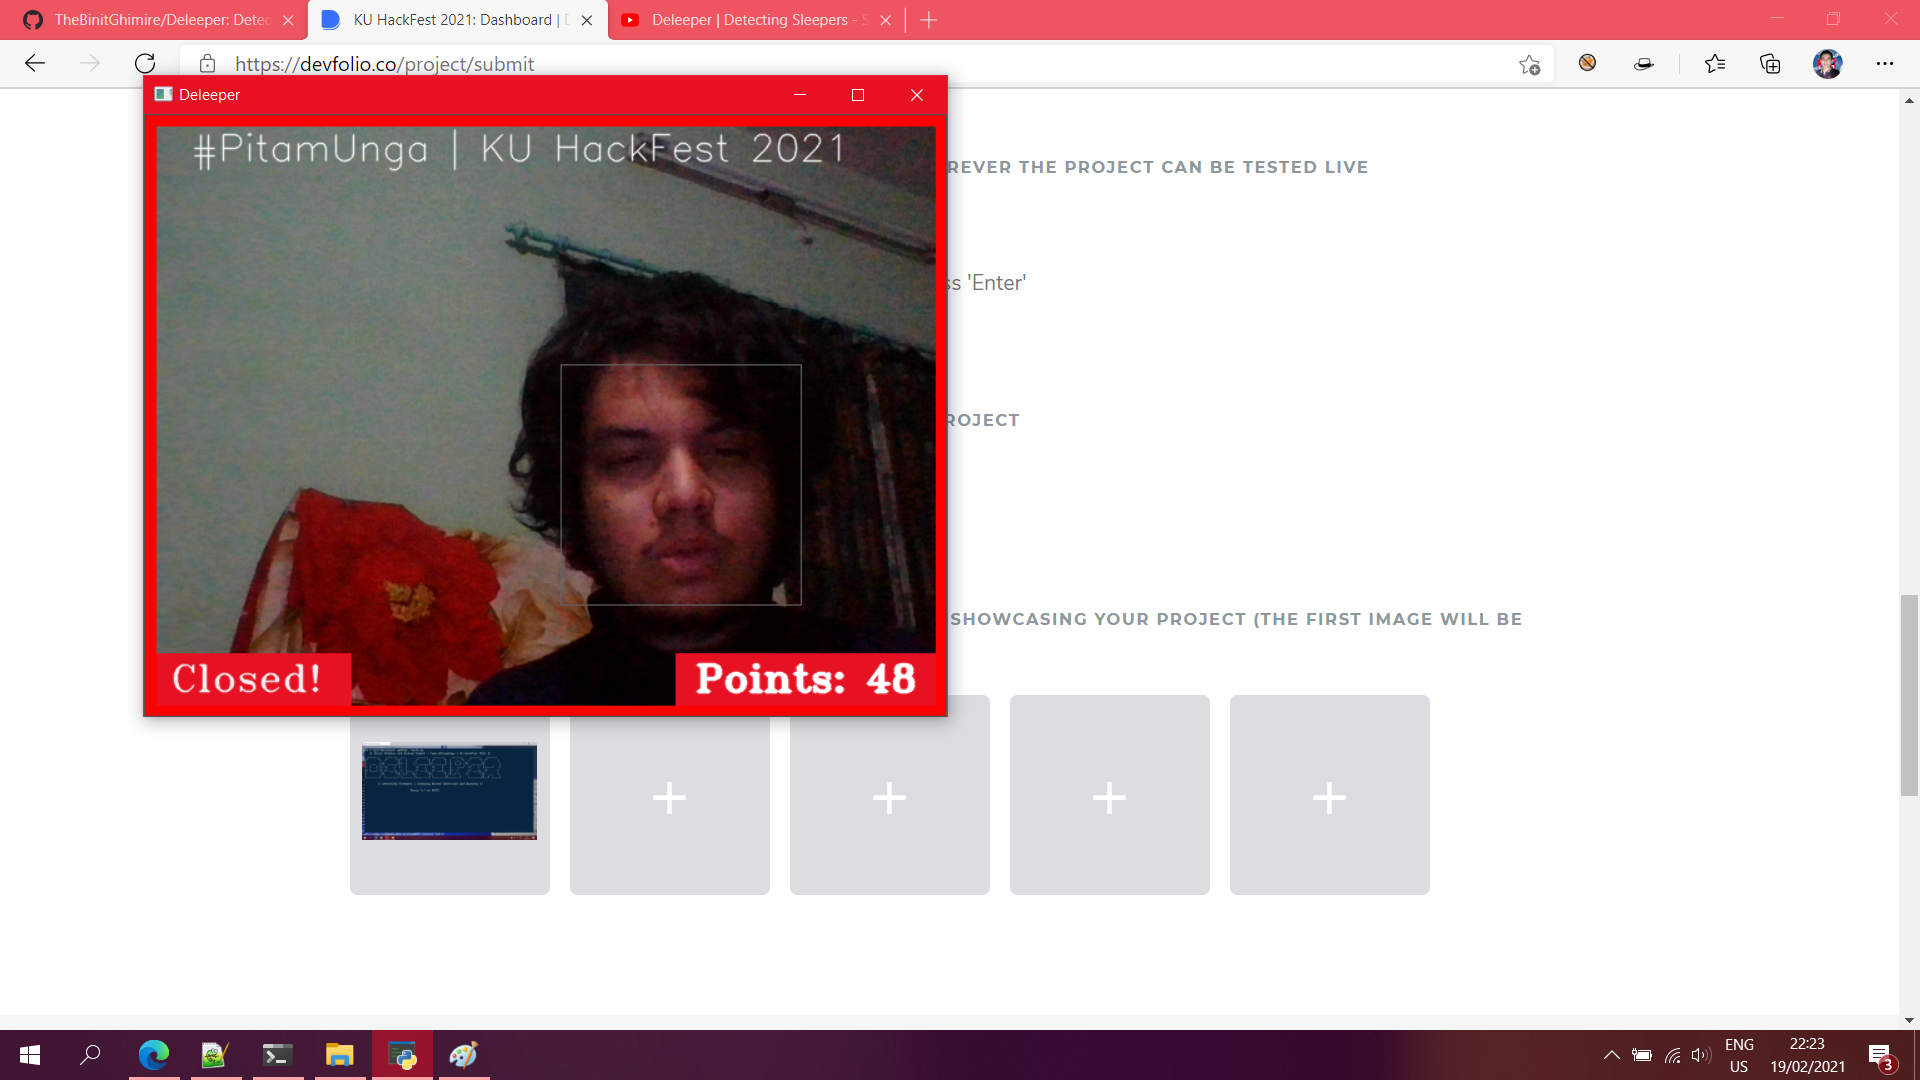 TheBinitGhimire/Deleeper: Detec
KU HackFest 2021: Dashboard | D
Deleeper | Detecting Sleepers - S
https://devfolio.co/project/submit
Deleeper
#PitamUnga | KU HackFest 2021
REVER THE PROJECT CAN BE TESTED LIVE
ss 'Enter'
ROJECT
SHOWCASING YOUR PROJECT (THE FIRST IMAGE WILL BE
Closed!
Points: 48
DELEEPER
ENG
US
22:23
19/02/2021
3